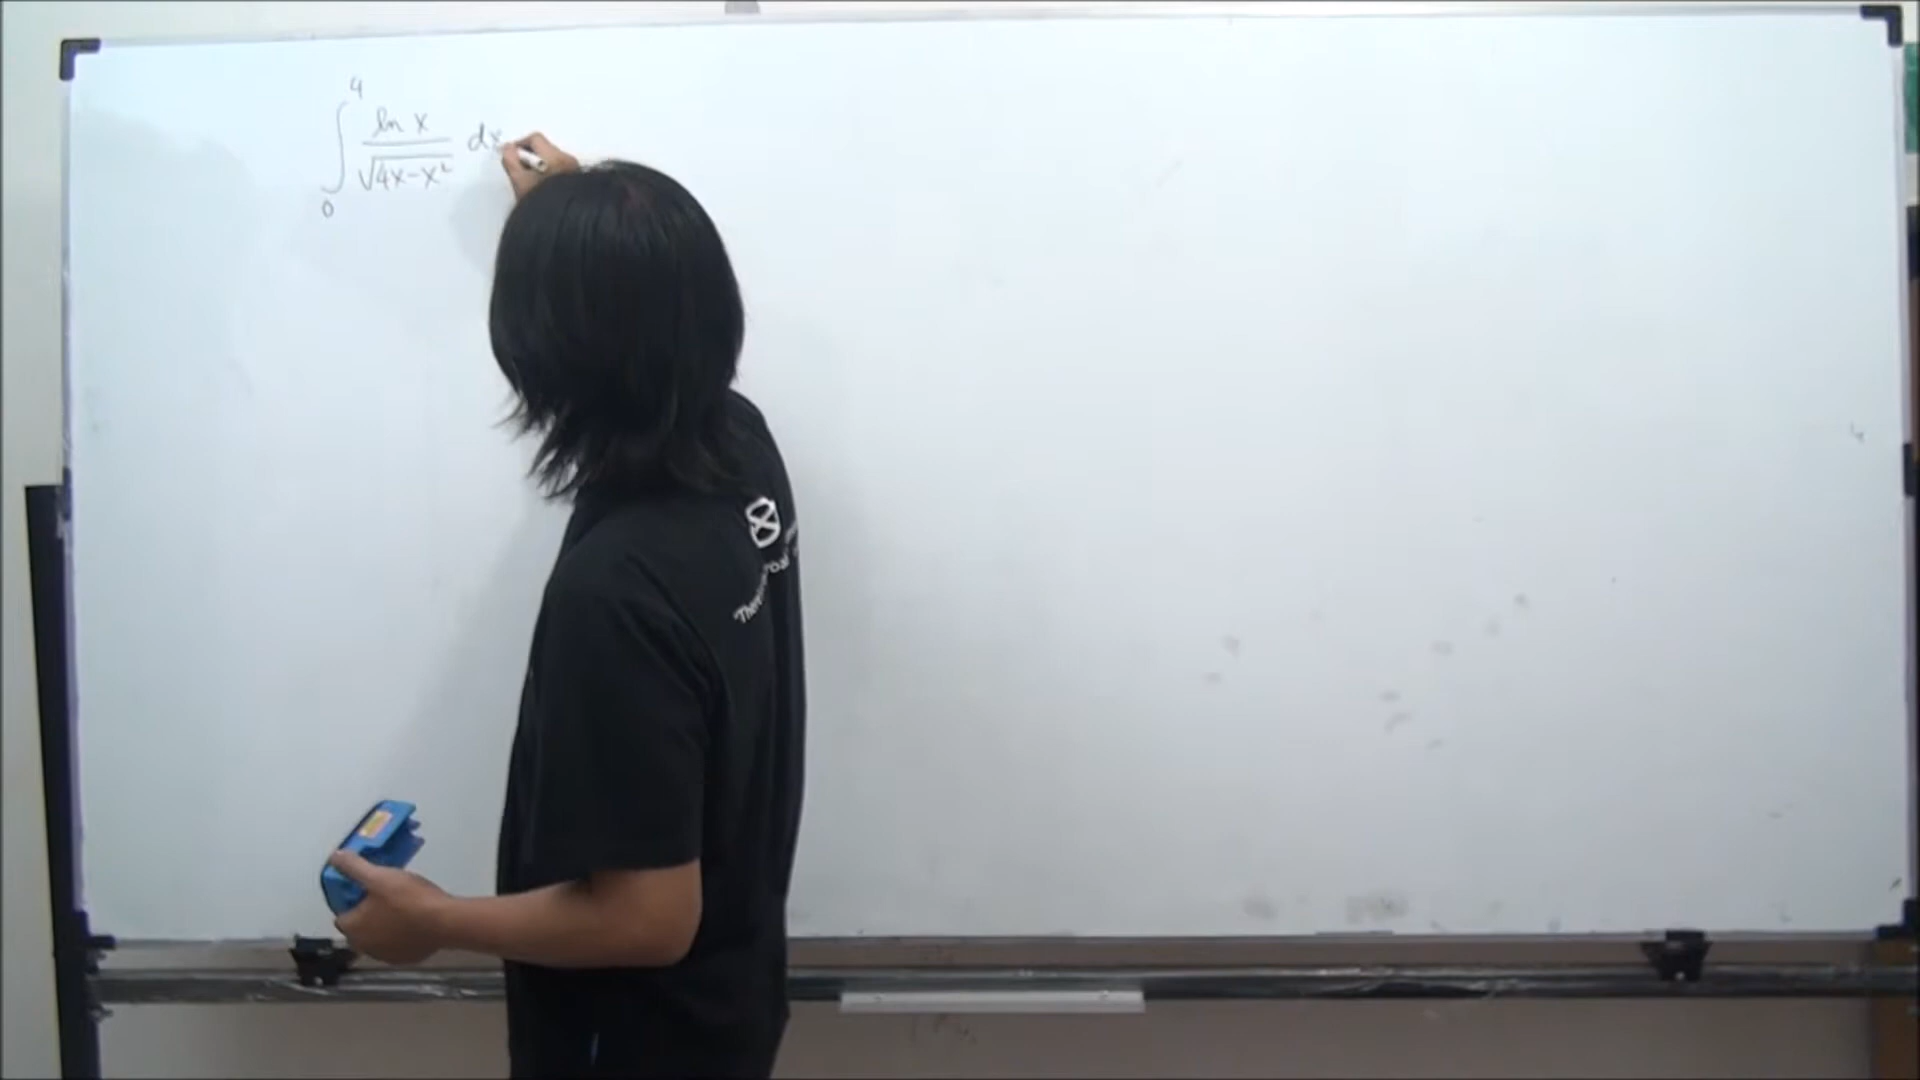 ∫₀⁴ ln x / √(4x-x²) dx